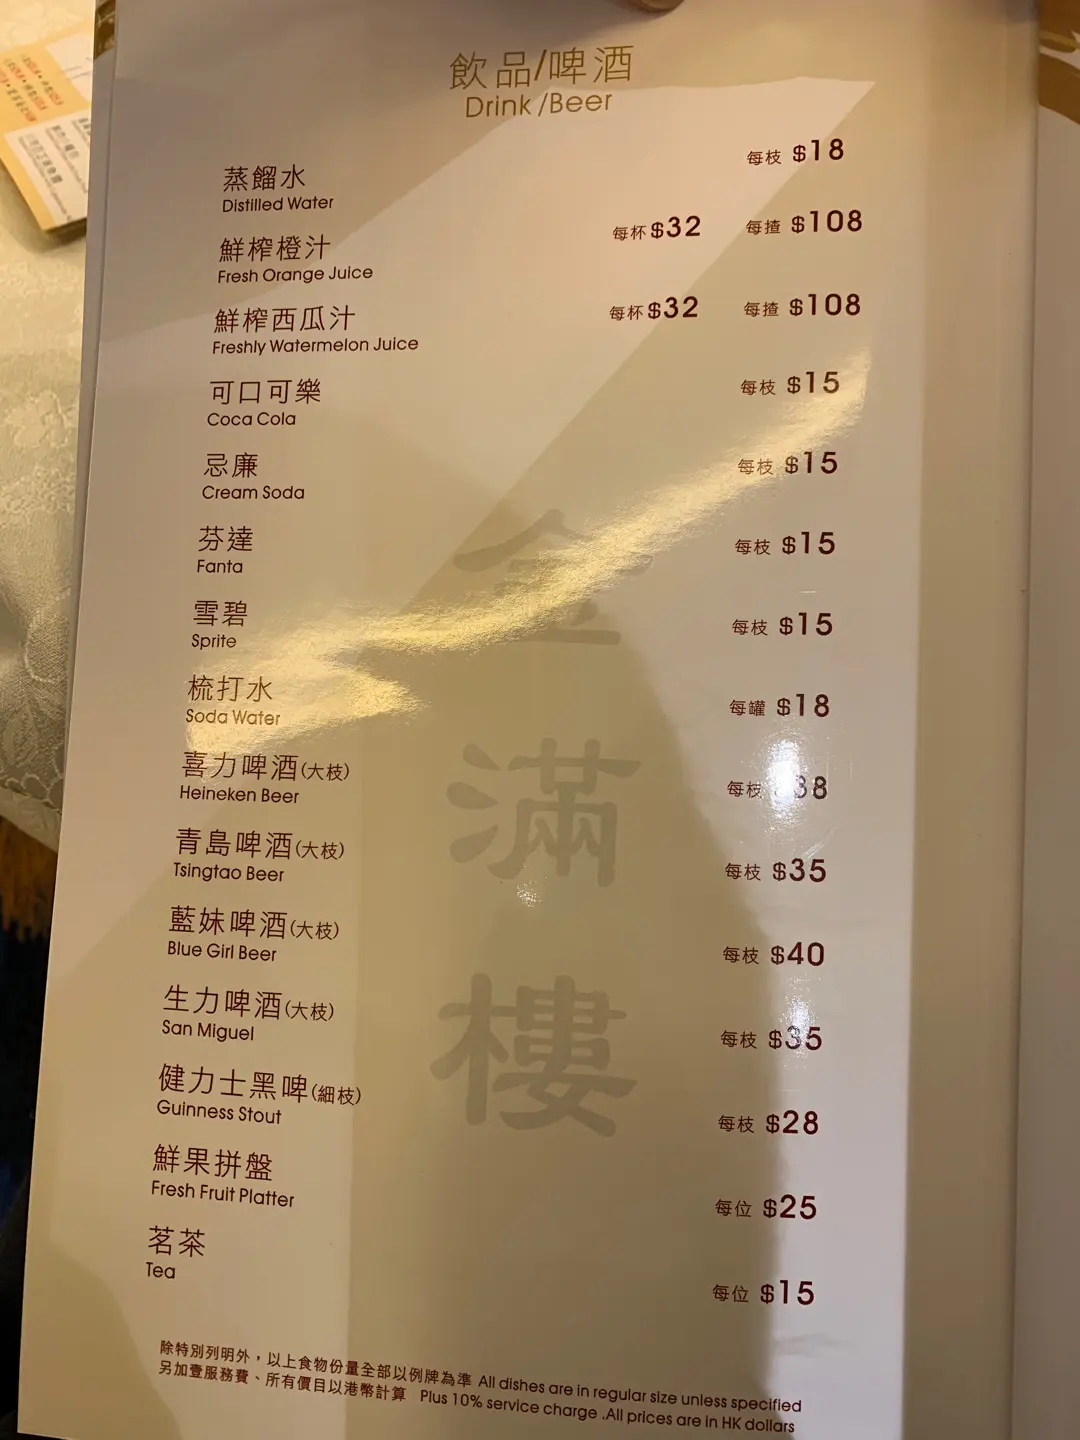 飲品/啤酒
Drink /Beer
蒸餾水 每枝 $18
Distilled Water
鮮榨橙汁 每杯 $32 每揸 $108
Fresh Orange Juice
鮮榨西瓜汁 每杯 $32 每揸 $108
Freshly Watermelon Juice
可口可樂 每枝 $15
Coca Cola
忌廉 每枝 $15
Cream Soda
芬達 每枝 $15
Fanta
雪碧 每枝 $15
Sprite
梳打水 每罐 $18
Soda Water
喜力啤酒(大枝) 每枝 $38
Heineken Beer
青島啤酒(大枝) 每枝 $35
Tsingtao Beer
藍妹啤酒(大枝) 每枝 $40
Blue Girl Beer
生力啤酒(大枝) 每枝 $35
San Miguel
健力士黑啤(細枝) 每枝 $28
Guinness Stout
鮮果拼盤 每位 $25
Fresh Fruit Platter
茗茶 每位 $15
Tea
金滿樓
除特別列明外，以上食物份量全部以例牌為準 All dishes are in regular size unless specified
另加壹服務費、所有價目以港幣計算 Plus 10% service charge .All prices are in HK dollars